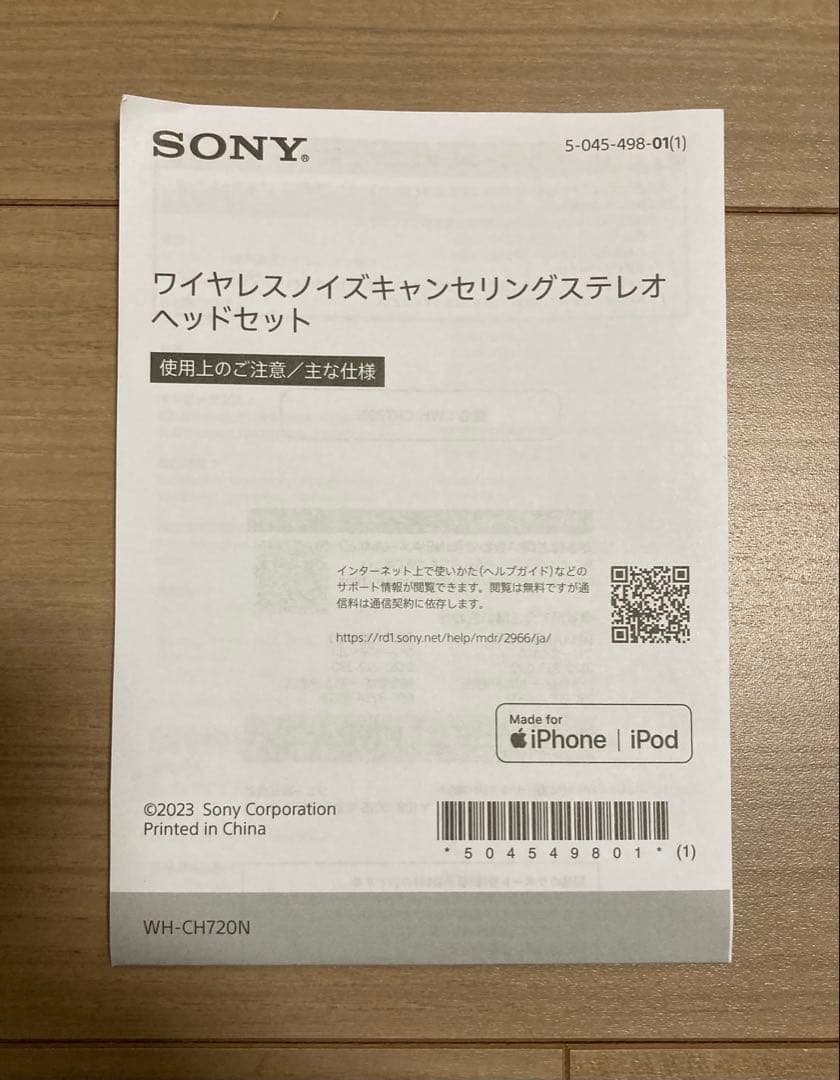 SONY®
5-045-498-01(1)
ワイヤレスノイズキャンセリングステレオ
ヘッドセット
使用上のご注意／主な仕様
インターネット上で使いかた(ヘルプガイド)などの
サポート情報が閲覧できます。閲覧は無料ですが通
信料は通信契約に依存します。
https://rd1.sony.net/help/mdr/2966/ja/
Made for
iPhone | iPod
©2023 Sony Corporation
Printed in China
* 5 0 4 5 4 9 8 0 1 * (1)
WH-CH720N